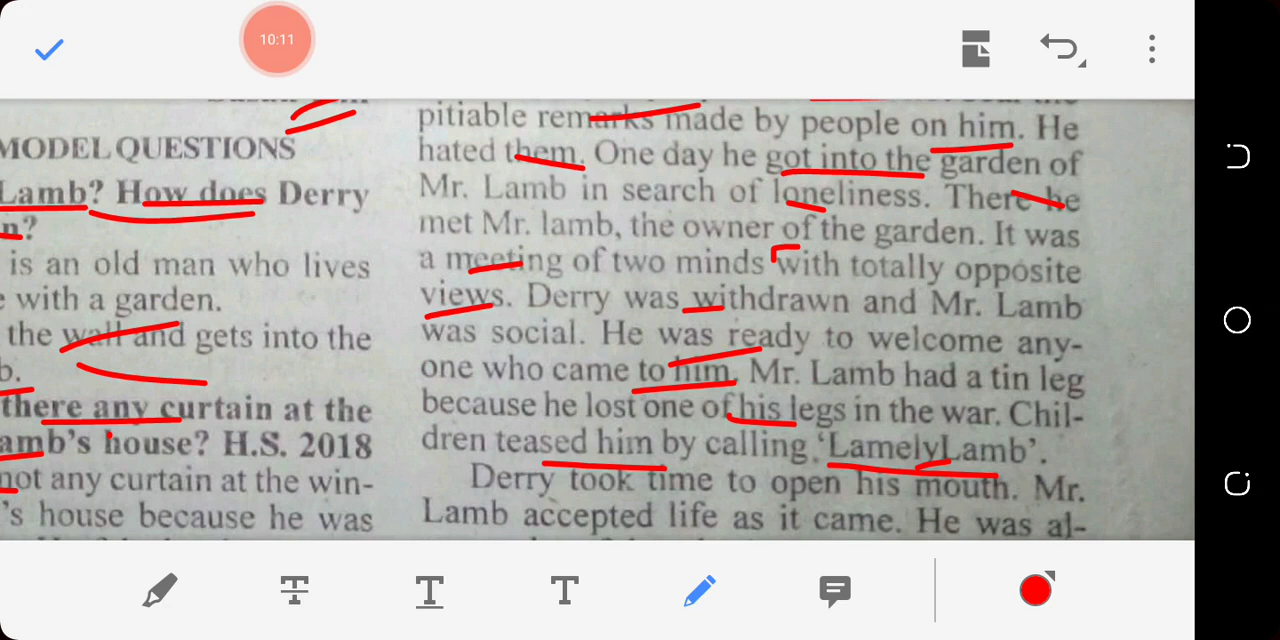 10:11
MODEL QUESTIONS
Lamb? How does Derry
n?
is an old man who lives
e with a garden.
the wall and gets into the
b.
there any curtain at the
amb's house? H.S. 2018
not any curtain at the win-
's house because he was
pitiable remarks made by people on him. He
hated them. One day he got into the garden of
Mr. Lamb in search of loneliness. There he
met Mr. lamb, the owner of the garden. It was
a meeting of two minds with totally opposite
views. Derry was withdrawn and Mr. Lamb
was social. He was ready to welcome any-
one who came to him. Mr. Lamb had a tin leg
because he lost one of his legs in the war. Chil-
dren teased him by calling 'LamelyLamb'.
Derry took time to open his mouth. Mr.
Lamb accepted life as it came. He was al-